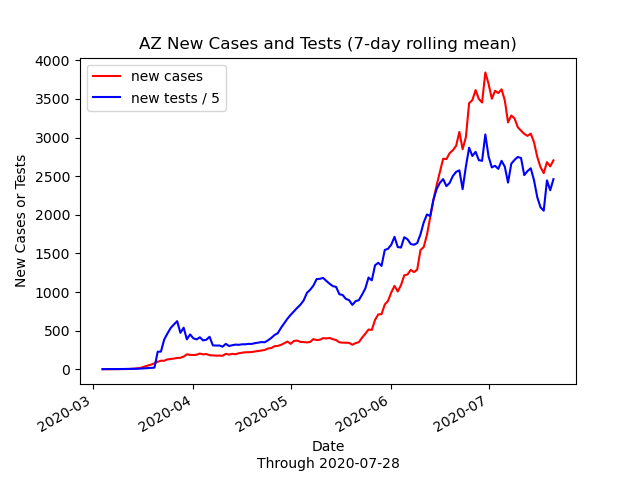 AZ New Cases and Tests (7-day rolling mean)
new cases
new tests / 5
4000
3500
3000
2500
2000
1500
1000
500
0
New Cases or Tests
2020-03
2020-04
2020-05
2020-06
2020-07
Date
Through 2020-07-28